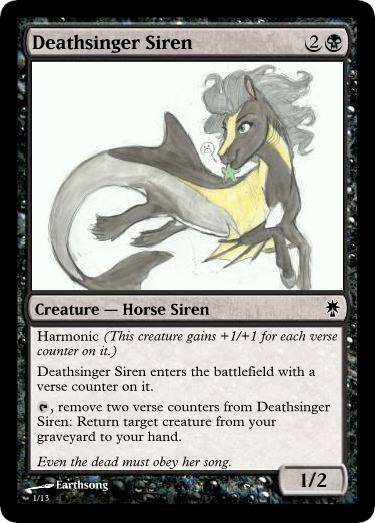 Deathsinger Siren 2
Creature — Horse Siren
Harmonic (This creature gains +1/+1 for each verse
counter on it.)
Deathsinger Siren enters the battlefield with a
verse counter on it.
, remove two verse counters from Deathsinger
Siren: Return target creature from your
graveyard to your hand.
Even the dead must obey her song.
1/2
Earthsong
1/13